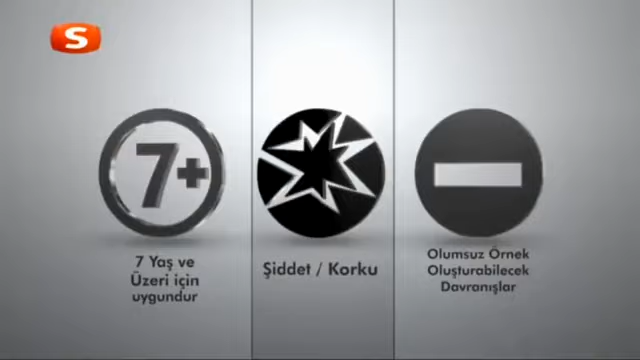 S
7+
7 Yaş ve
Üzeri için
uygundur
Şiddet / Korku
Olumsuz Örnek
Oluşturabilecek
Davranışlar